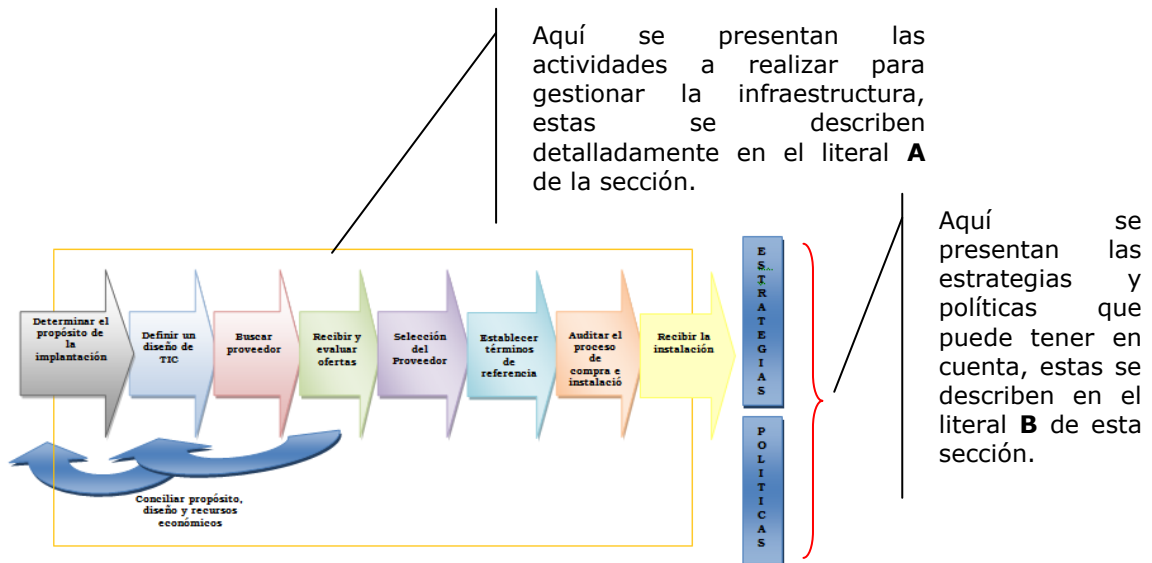 Aquí se presentan las
actividades a realizar para
gestionar la infraestructura,
estas se describen
detalladamente en el literal A
de la sección.
Aquí se
presentan las
estrategias y
políticas que
puede tener en
cuenta, estas se
describen en el
literal B de esta
sección.
Determinar el
propósito de
la
implantación
Definir un
diseño de
TIC
Buscar
proveedor
Recibir y
evaluar
ofertas
Selección
del
Proveedor
Establecer
términos
de
referencia
Auditar el
proceso
de
compra e
instalació
Recibir la
instalación
E
S
T
R
A
T
E
G
I
A
S
P
O
L
I
T
I
C
A
S
Conciliar propósito,
diseño y recursos
económicos